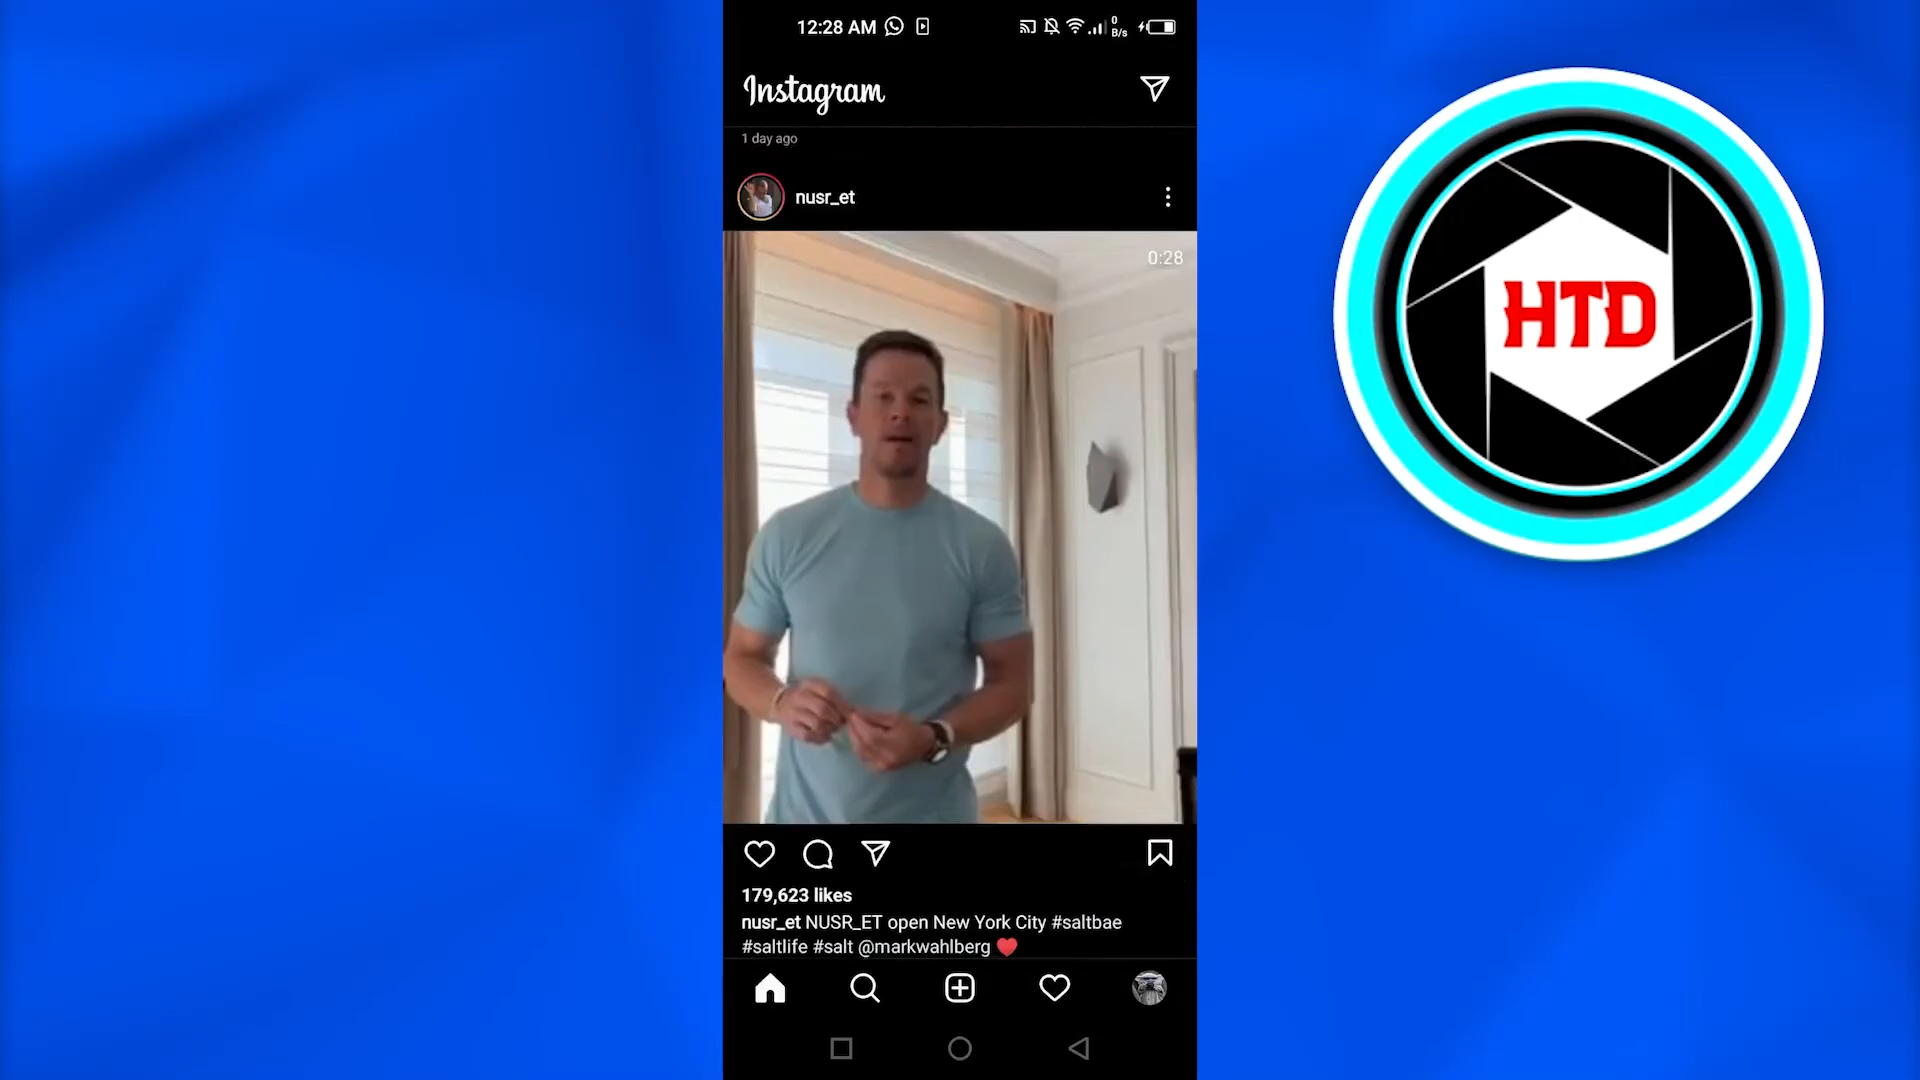 12:28 AM
0
B/s
Instagram
1 day ago
nusr_et
0:28
HTD
179,623 likes
nusr_et NUSR_ET open New York City #saltbae
#saltlife #salt @markwahlberg ❤️